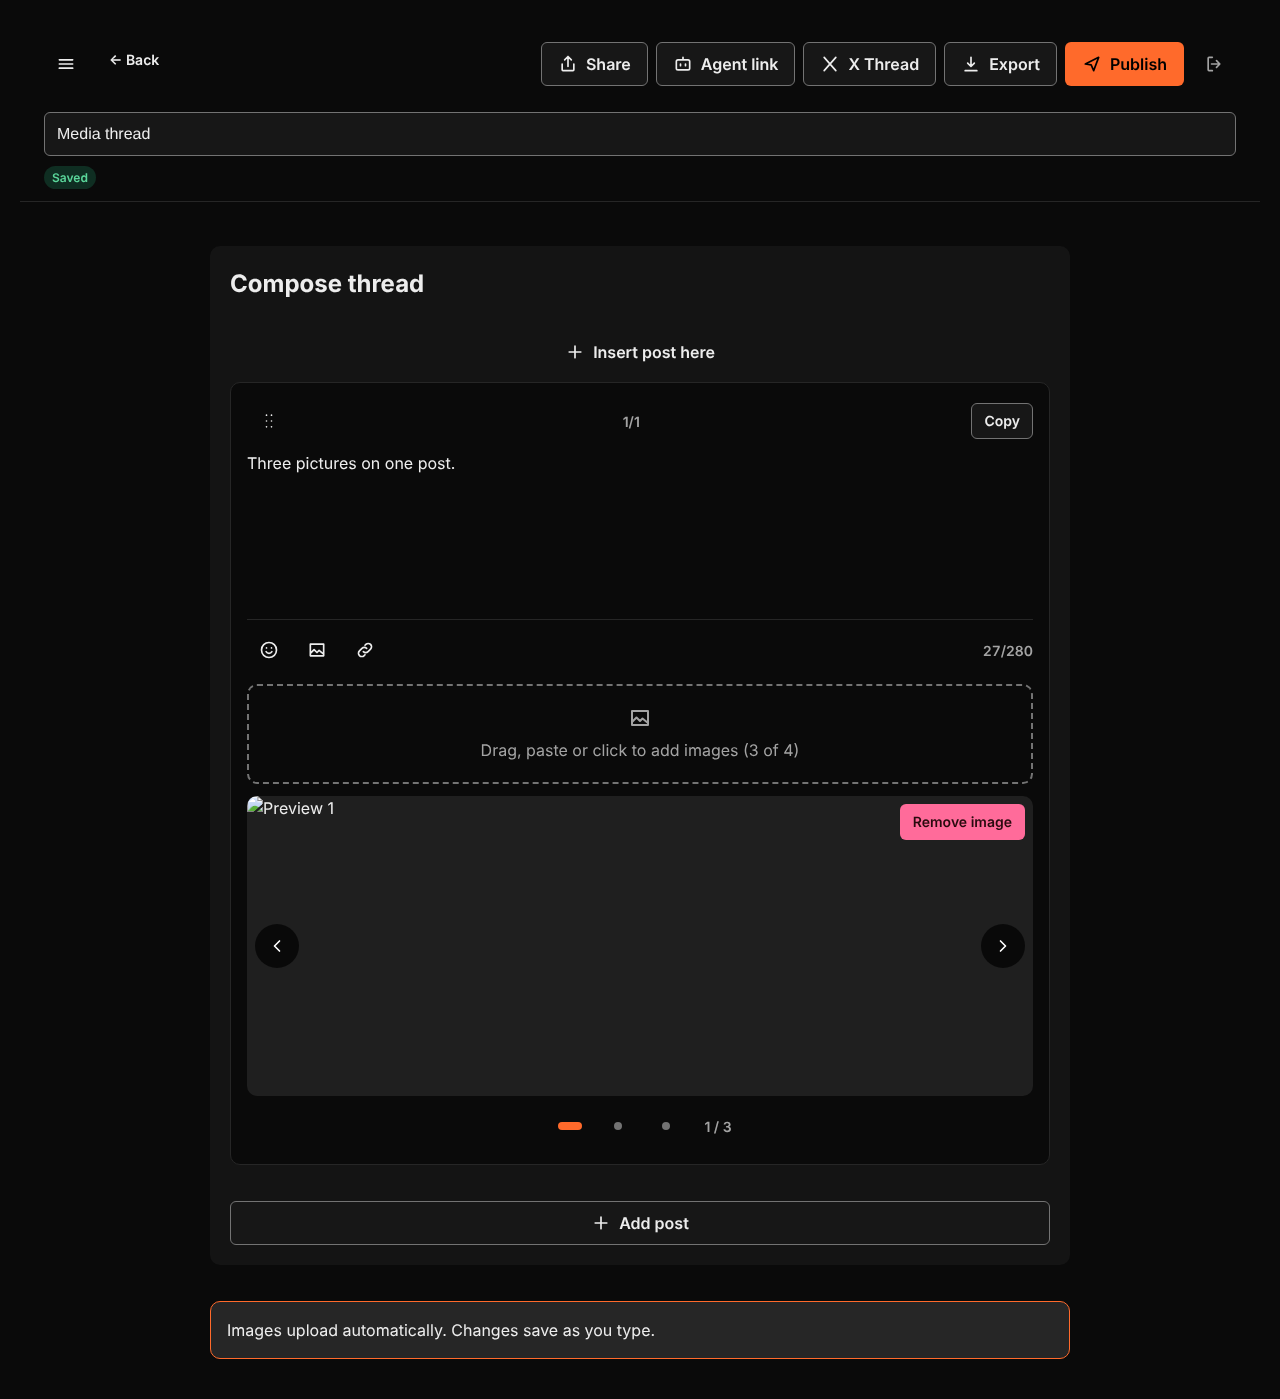 ← Back
Share
Agent link
X Thread
Export
Publish
Media thread
Saved
Compose thread
Insert post here
1/1
Copy
Three pictures on one post.
27/280
Drag, paste or click to add images (3 of 4)
Preview 1
Remove image
1 / 3
Add post
Images upload automatically. Changes save as you type.